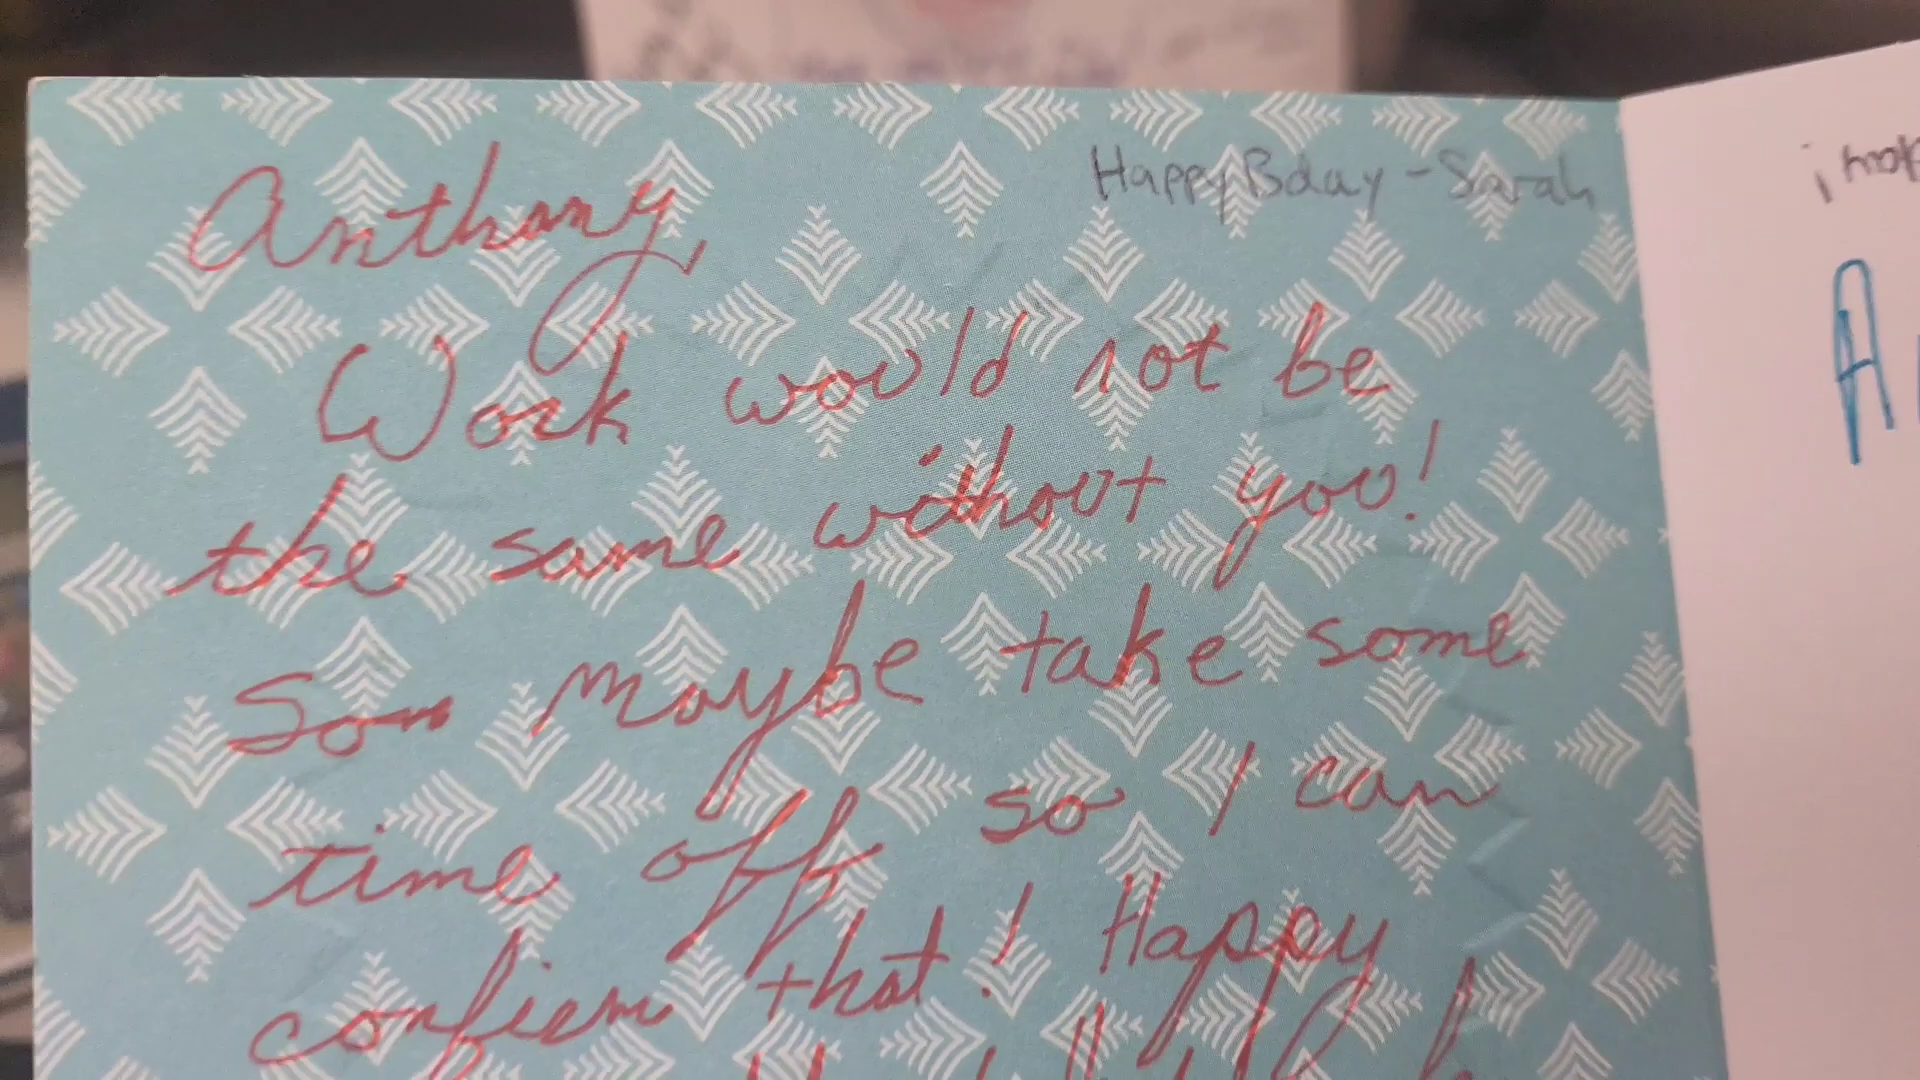 Happy Bday - Sarah
Anthony,
Work would not be
the same without you!
So maybe take some
time off so I can
confirm that! Happy